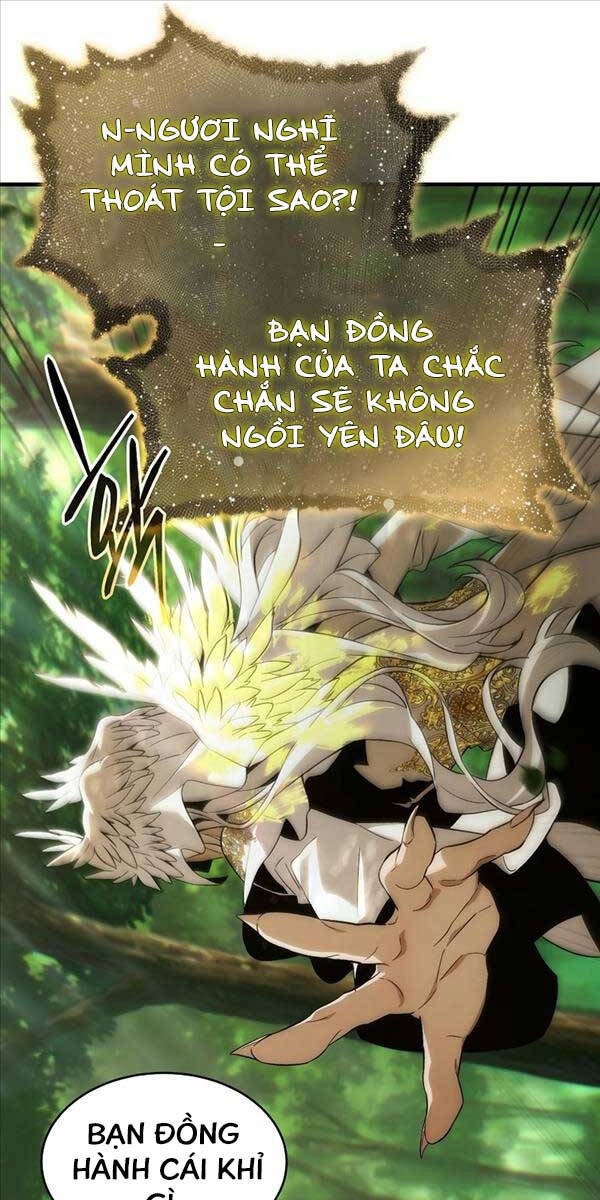 N-NGƯƠI NGHĨ
MÌNH CÓ THỂ
THOÁT TỘI SAO?!
-
BẠN ĐỒNG
HÀNH CỦA TA CHẮC
CHẮN SẼ KHÔNG
NGỒI YÊN ĐÂU!
BẠN ĐỒNG
HÀNH CÁI KHỈ
GÌ